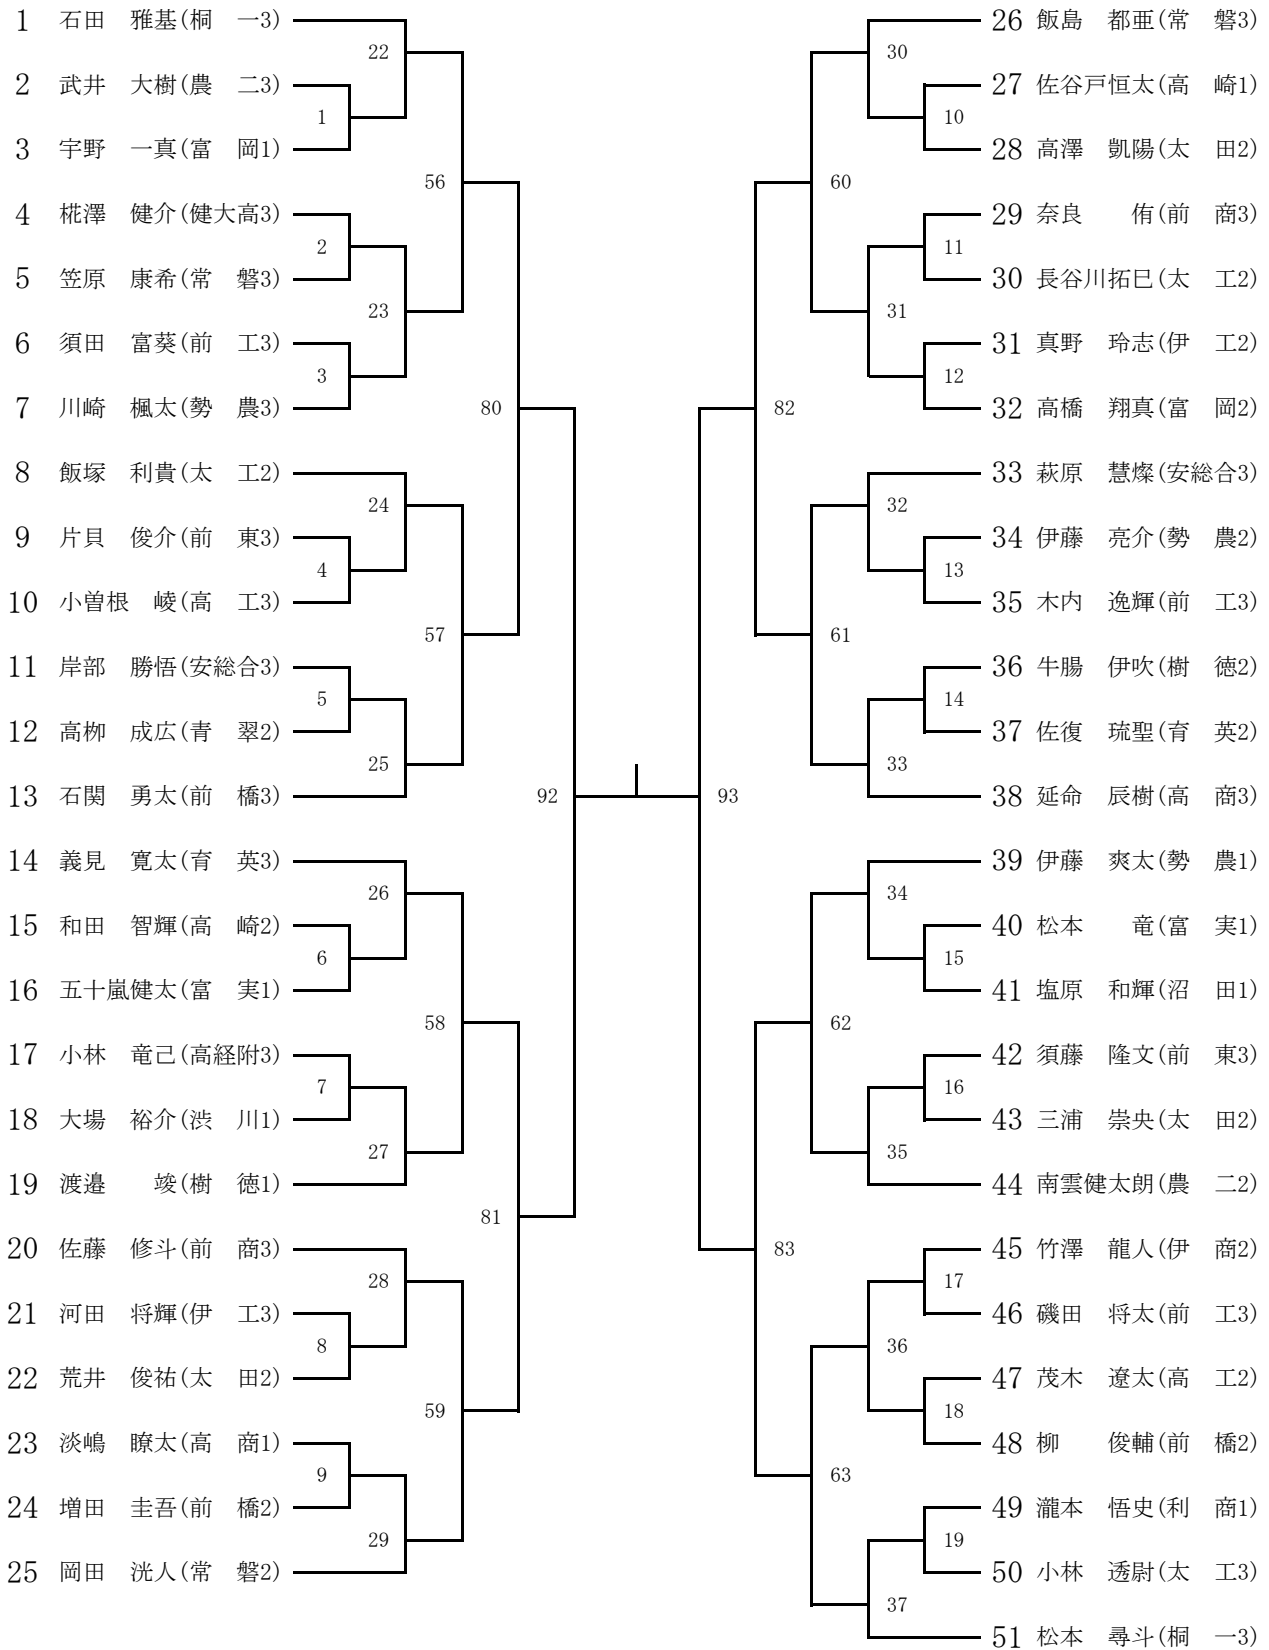 1 石田　雅基(桐　一3)
22
2 武井　大樹(農　二3)
1
3 宇野　一真(富　岡1)
56
4 椛澤　健介(健大高3)
2
5 笠原　康希(常　磐3)
23
6 須田　富葵(前　工3)
3
7 川崎　楓太(勢　農3)
80
8 飯塚　利貴(太　工2)
24
9 片貝　俊介(前　東3)
4
10 小曽根　崚(高　工3)
57
11 岸部　勝悟(安総合3)
5
12 高栁　成広(青　翠2)
25
13 石関　勇太(前　橋3)
92
14 義見　寛太(育　英3)
26
15 和田　智輝(高　崎2)
6
16 五十嵐健太(富　実1)
58
17 小林　竜己(高経附3)
7
18 大場　裕介(渋　川1)
27
19 渡邉　　竣(樹　徳1)
81
20 佐藤　修斗(前　商3)
28
21 河田　将輝(伊　工3)
8
22 荒井　俊祐(太　田2)
59
23 淡嶋　瞭太(高　商1)
9
24 増田　圭吾(前　橋2)
29
25 岡田　洸人(常　磐2)
26 飯島　都亜(常　磐3)
30
27 佐谷戸恒太(高　崎1)
10
28 高澤　凱陽(太　田2)
60
29 奈良　　侑(前　商3)
11
30 長谷川拓巳(太　工2)
31
31 真野　玲志(伊　工2)
12
32 高橋　翔真(富　岡2)
82
33 萩原　慧燦(安総合3)
32
34 伊藤　亮介(勢　農2)
13
35 木内　逸輝(前　工3)
61
36 牛腸　伊吹(樹　徳2)
14
37 佐復　琉聖(育　英2)
33
38 延命　辰樹(高　商3)
93
39 伊藤　爽太(勢　農1)
34
40 松本　　竜(富　実1)
15
41 塩原　和輝(沼　田1)
62
42 須藤　隆文(前　東3)
16
43 三浦　崇央(太　田2)
35
44 南雲健太朗(農　二2)
83
45 竹澤　龍人(伊　商2)
17
46 磯田　将太(前　工3)
36
47 茂木　遼太(高　工2)
18
48 柳　　俊輔(前　橋2)
63
49 瀧本　悟史(利　商1)
19
50 小林　透尉(太　工3)
37
51 松本　尋斗(桐　一3)